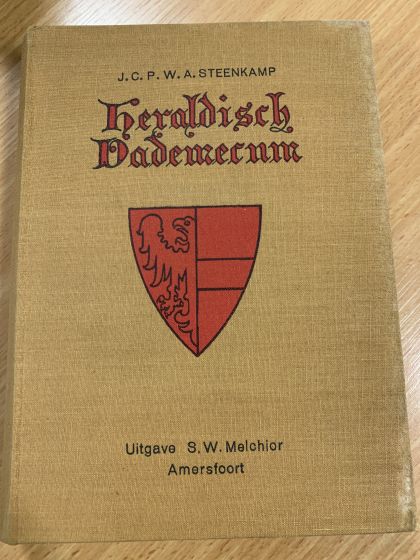 J.C.P.W.A. STEENKAMP
Heraldisch
Vademecum
Uitgave S.W. Melchior
Amersfoort